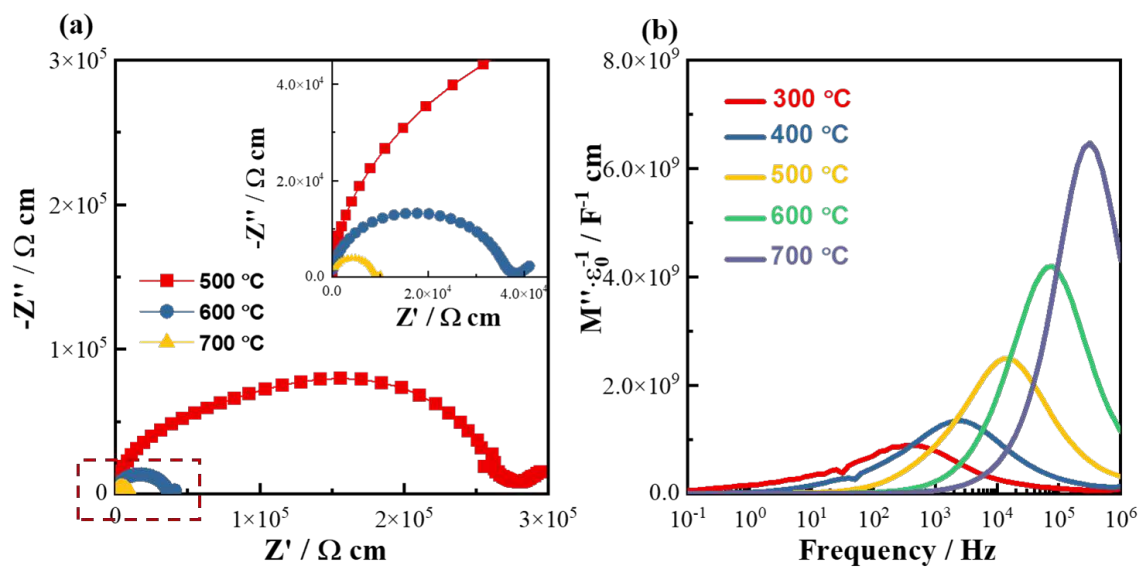 (a)
3×10⁵
2×10⁵
1×10⁵
0
-Z'' / Ω cm
500 °C
600 °C
700 °C
0
1×10⁵
2×10⁵
3×10⁵
Z' / Ω cm
4.0×10⁴
2.0×10⁴
0.0
-Z'' / Ω cm
0.0
2.0×10⁴
4.0×10⁴
Z' / Ω cm
(b)
8.0×10⁹
6.0×10⁹
4.0×10⁹
2.0×10⁹
0.0
M''·ε₀⁻¹ / F⁻¹ cm
300 °C
400 °C
500 °C
600 °C
700 °C
10⁻¹
10⁰
10¹
10²
10³
10⁴
10⁵
10⁶
Frequency / Hz